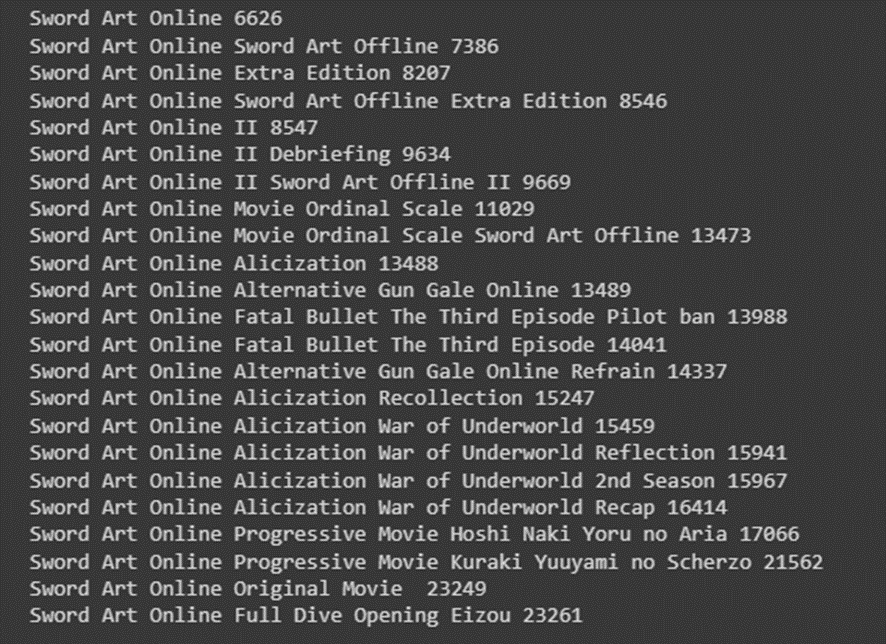 Sword Art Online 6626
Sword Art Online Sword Art Offline 7386
Sword Art Online Extra Edition 8207
Sword Art Online Sword Art Offline Extra Edition 8546
Sword Art Online II 8547
Sword Art Online II Debriefing 9634
Sword Art Online II Sword Art Offline II 9669
Sword Art Online Movie Ordinal Scale 11029
Sword Art Online Movie Ordinal Scale Sword Art Offline 13473
Sword Art Online Alicization 13488
Sword Art Online Alternative Gun Gale Online 13489
Sword Art Online Fatal Bullet The Third Episode Pilot ban 13988
Sword Art Online Fatal Bullet The Third Episode 14041
Sword Art Online Alternative Gun Gale Online Refrain 14337
Sword Art Online Alicization Recollection 15247
Sword Art Online Alicization War of Underworld 15459
Sword Art Online Alicization War of Underworld Reflection 15941
Sword Art Online Alicization War of Underworld 2nd Season 15967
Sword Art Online Alicization War of Underworld Recap 16414
Sword Art Online Progressive Movie Hoshi Naki Yoru no Aria 17066
Sword Art Online Progressive Movie Kuraki Yuuyami no Scherzo 21562
Sword Art Online Original Movie  23249
Sword Art Online Full Dive Opening Eizou 23261